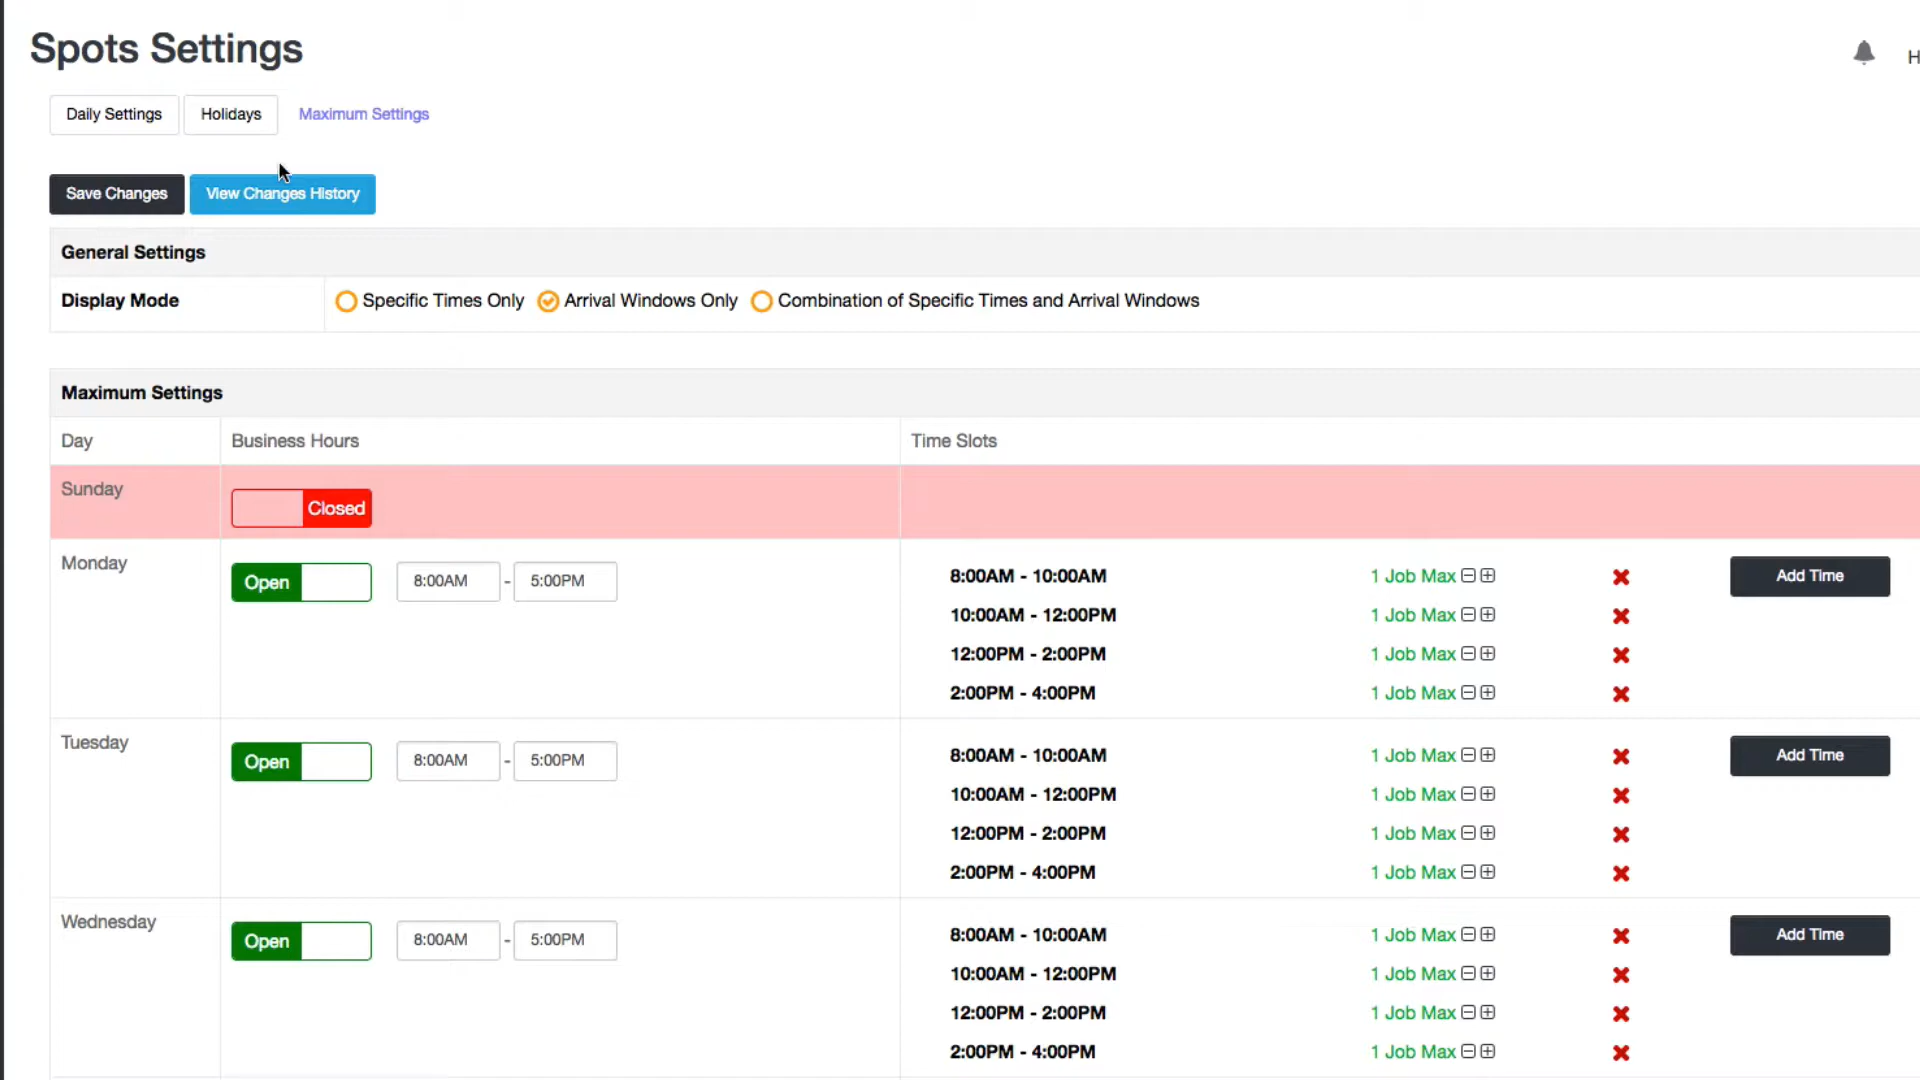 Spots Settings
H
Daily Settings Holidays Maximum Settings
Save Changes View Changes History
General Settings
Display Mode Specific Times Only Arrival Windows Only Combination of Specific Times and Arrival Windows
Maximum Settings
Day Business Hours Time Slots
Sunday Closed
Monday Open 8:00AM - 5:00PM 8:00AM - 10:00AM 1 Job Max Add Time
10:00AM - 12:00PM 1 Job Max
12:00PM - 2:00PM 1 Job Max
2:00PM - 4:00PM 1 Job Max
Tuesday Open 8:00AM - 5:00PM 8:00AM - 10:00AM 1 Job Max Add Time
10:00AM - 12:00PM 1 Job Max
12:00PM - 2:00PM 1 Job Max
2:00PM - 4:00PM 1 Job Max
Wednesday Open 8:00AM - 5:00PM 8:00AM - 10:00AM 1 Job Max Add Time
10:00AM - 12:00PM 1 Job Max
12:00PM - 2:00PM 1 Job Max
2:00PM - 4:00PM 1 Job Max